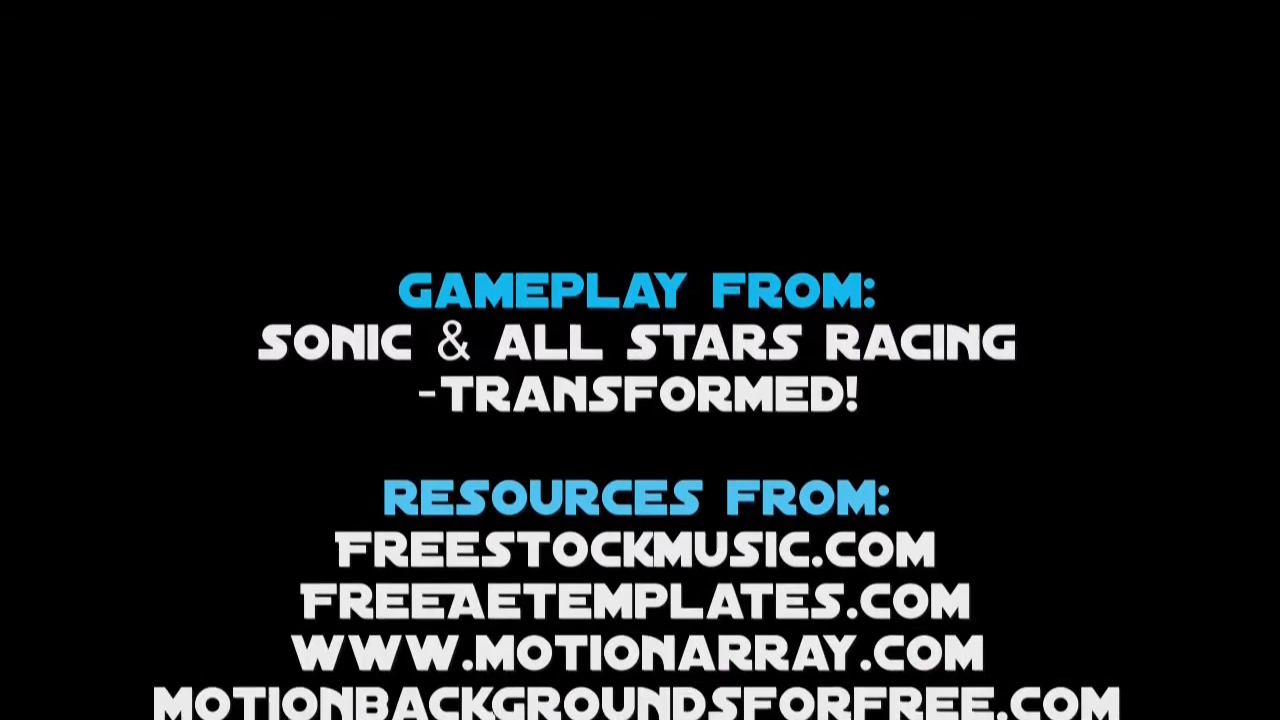 GAMEPLAY FROM:
SONIC & ALL STARS RACING
-TRANSFORMED!
RESOURCES FROM:
FREESTOCKMUSIC.COM
FREEAETEMPLATES.COM
WWW.MOTIONARRAY.COM
MOTIONBACKGROUNDSFORFREE.COM